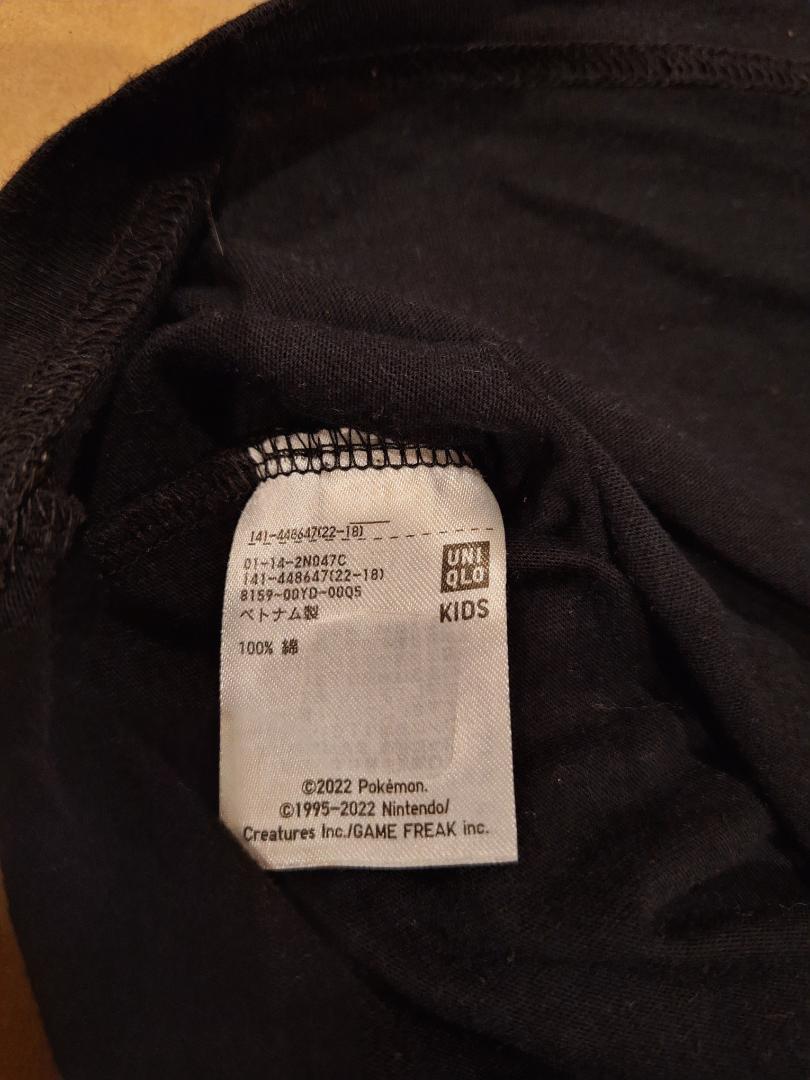 141-448647(22-18)
01-14-2N047C
141-448647(22-18)
8159-00YD-00Q5
ベトナム製
100% 綿
UNI
QLO
KIDS
©2022 Pokémon.
©1995-2022 Nintendo/
Creatures Inc./GAME FREAK inc.